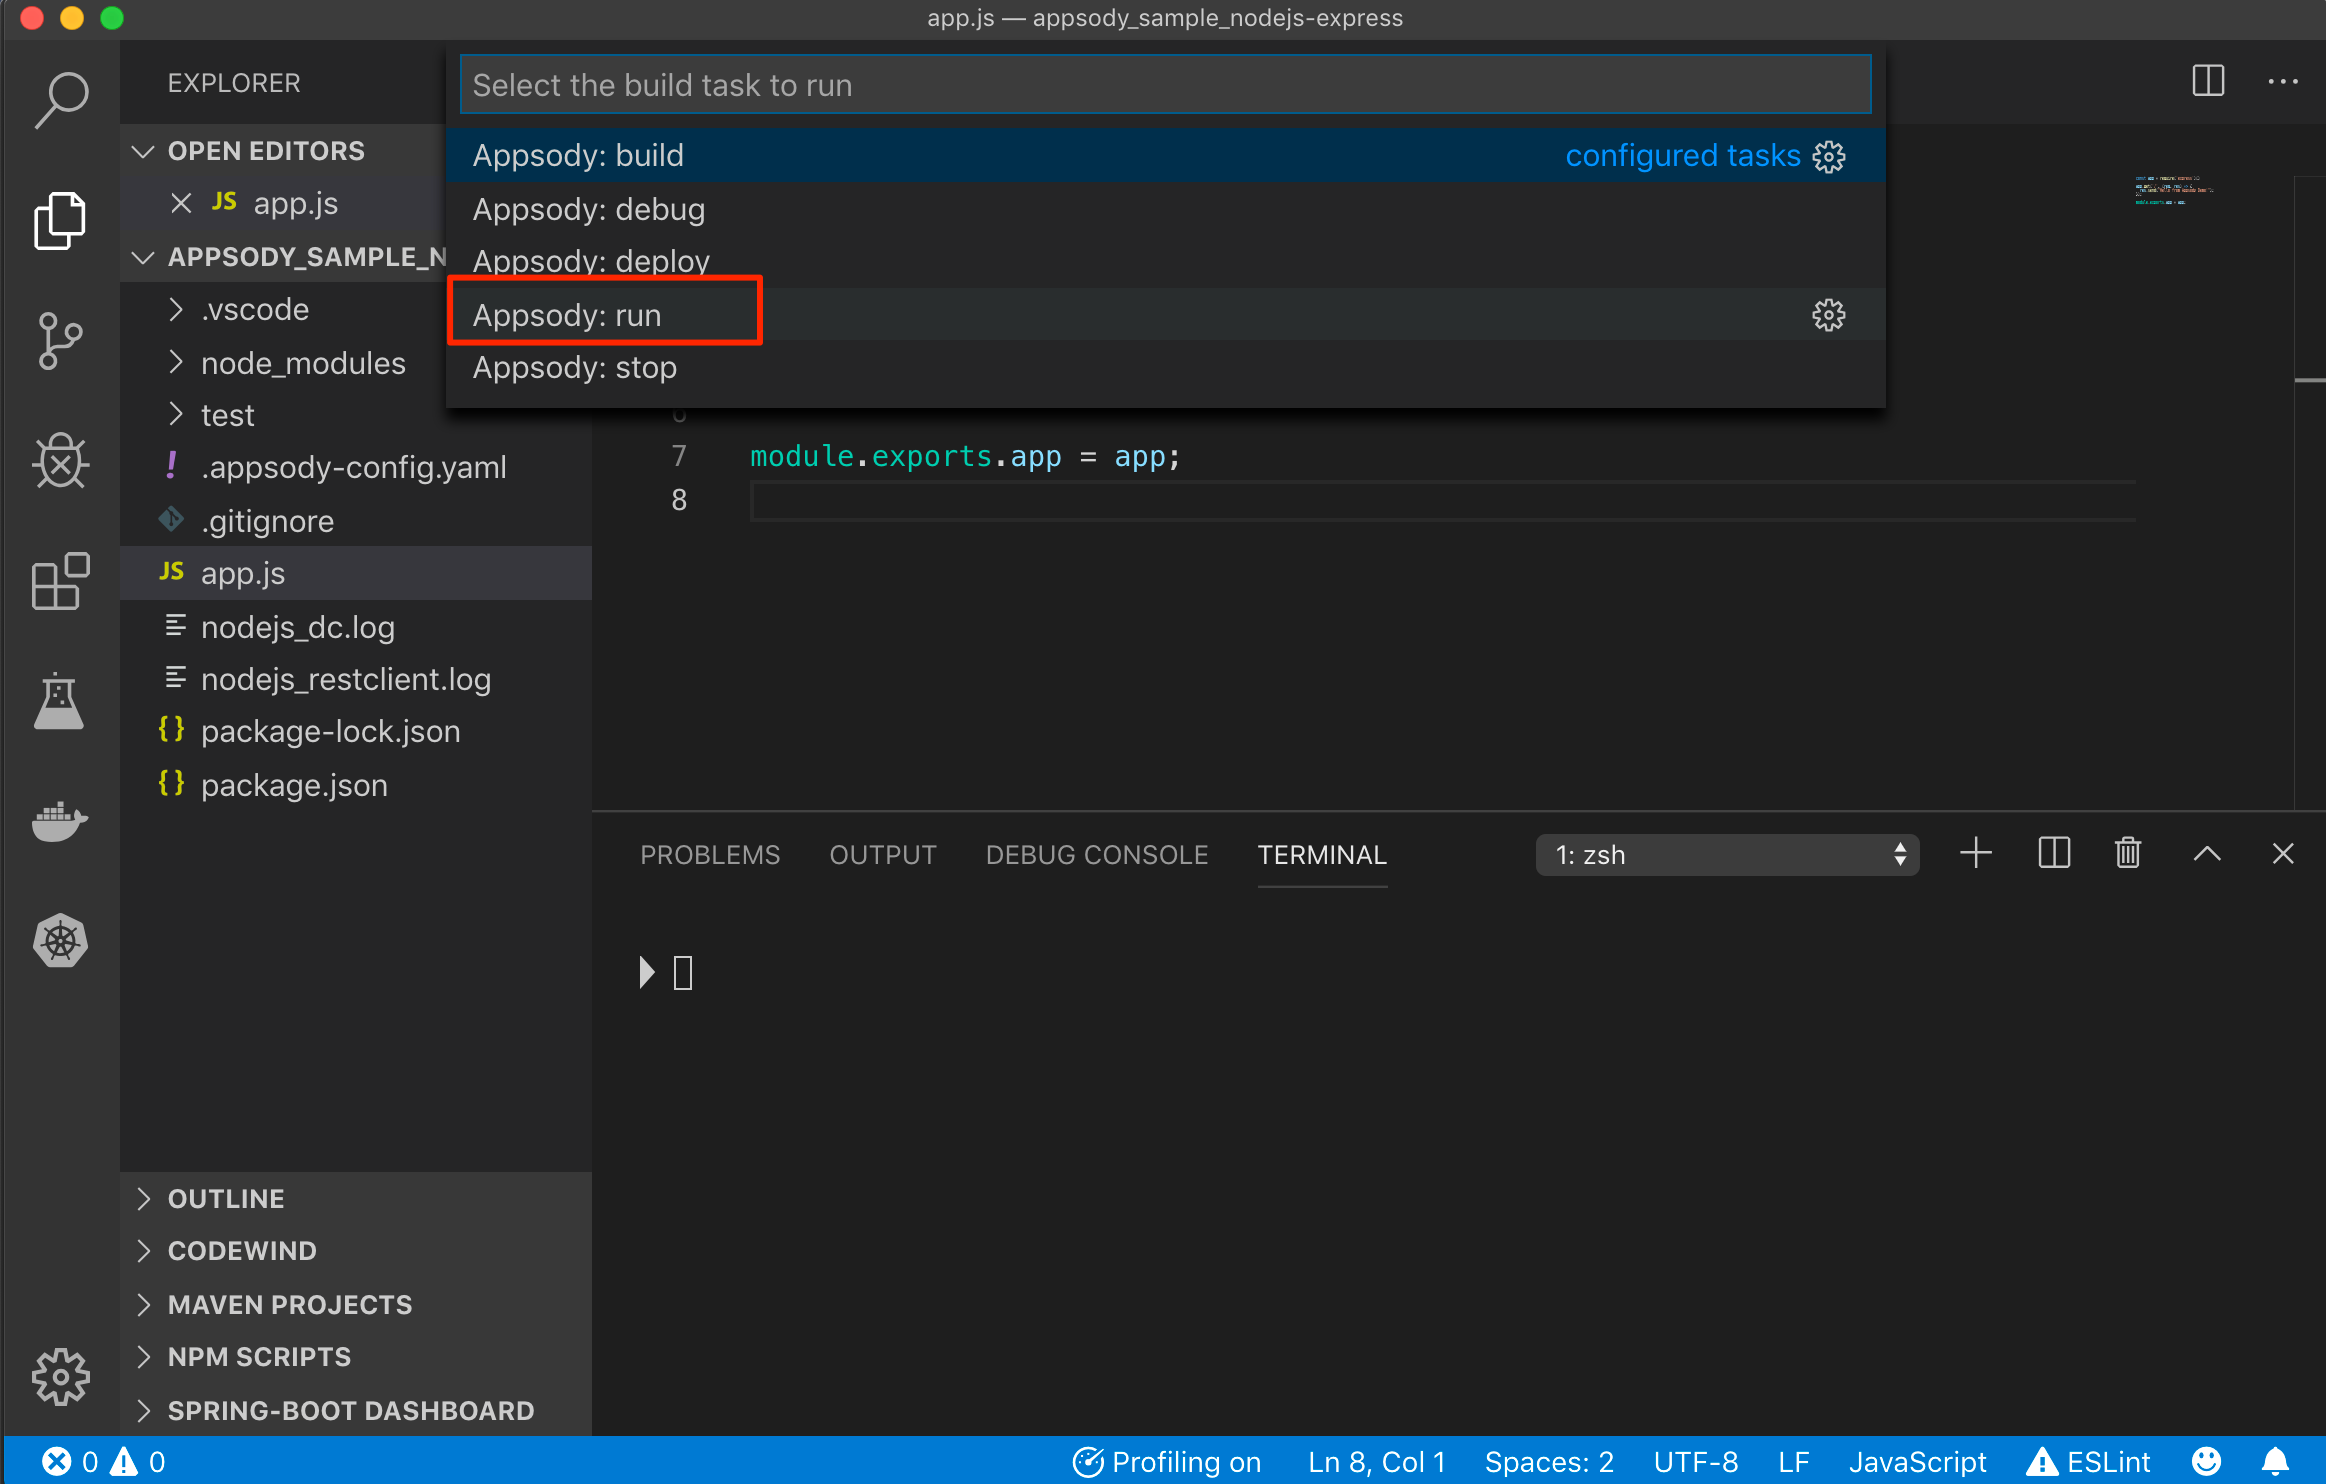 app.js — appsody_sample_nodejs-express
EXPLORER
OPEN EDITORS
JS app.js
APPSODY_SAMPLE_N
.vscode
node_modules
test
! .appsody-config.yaml
.gitignore
JS app.js
nodejs_dc.log
nodejs_restclient.log
{} package-lock.json
{} package.json
OUTLINE
CODEWIND
MAVEN PROJECTS
NPM SCRIPTS
SPRING-BOOT DASHBOARD
Select the build task to run
Appsody: build configured tasks
Appsody: debug
Appsody: deploy
Appsody: run
Appsody: stop
6
7 module.exports.app = app;
8
PROBLEMS OUTPUT DEBUG CONSOLE TERMINAL 1: zsh
0 0 Profiling on Ln 8, Col 1 Spaces: 2 UTF-8 LF JavaScript ESLint